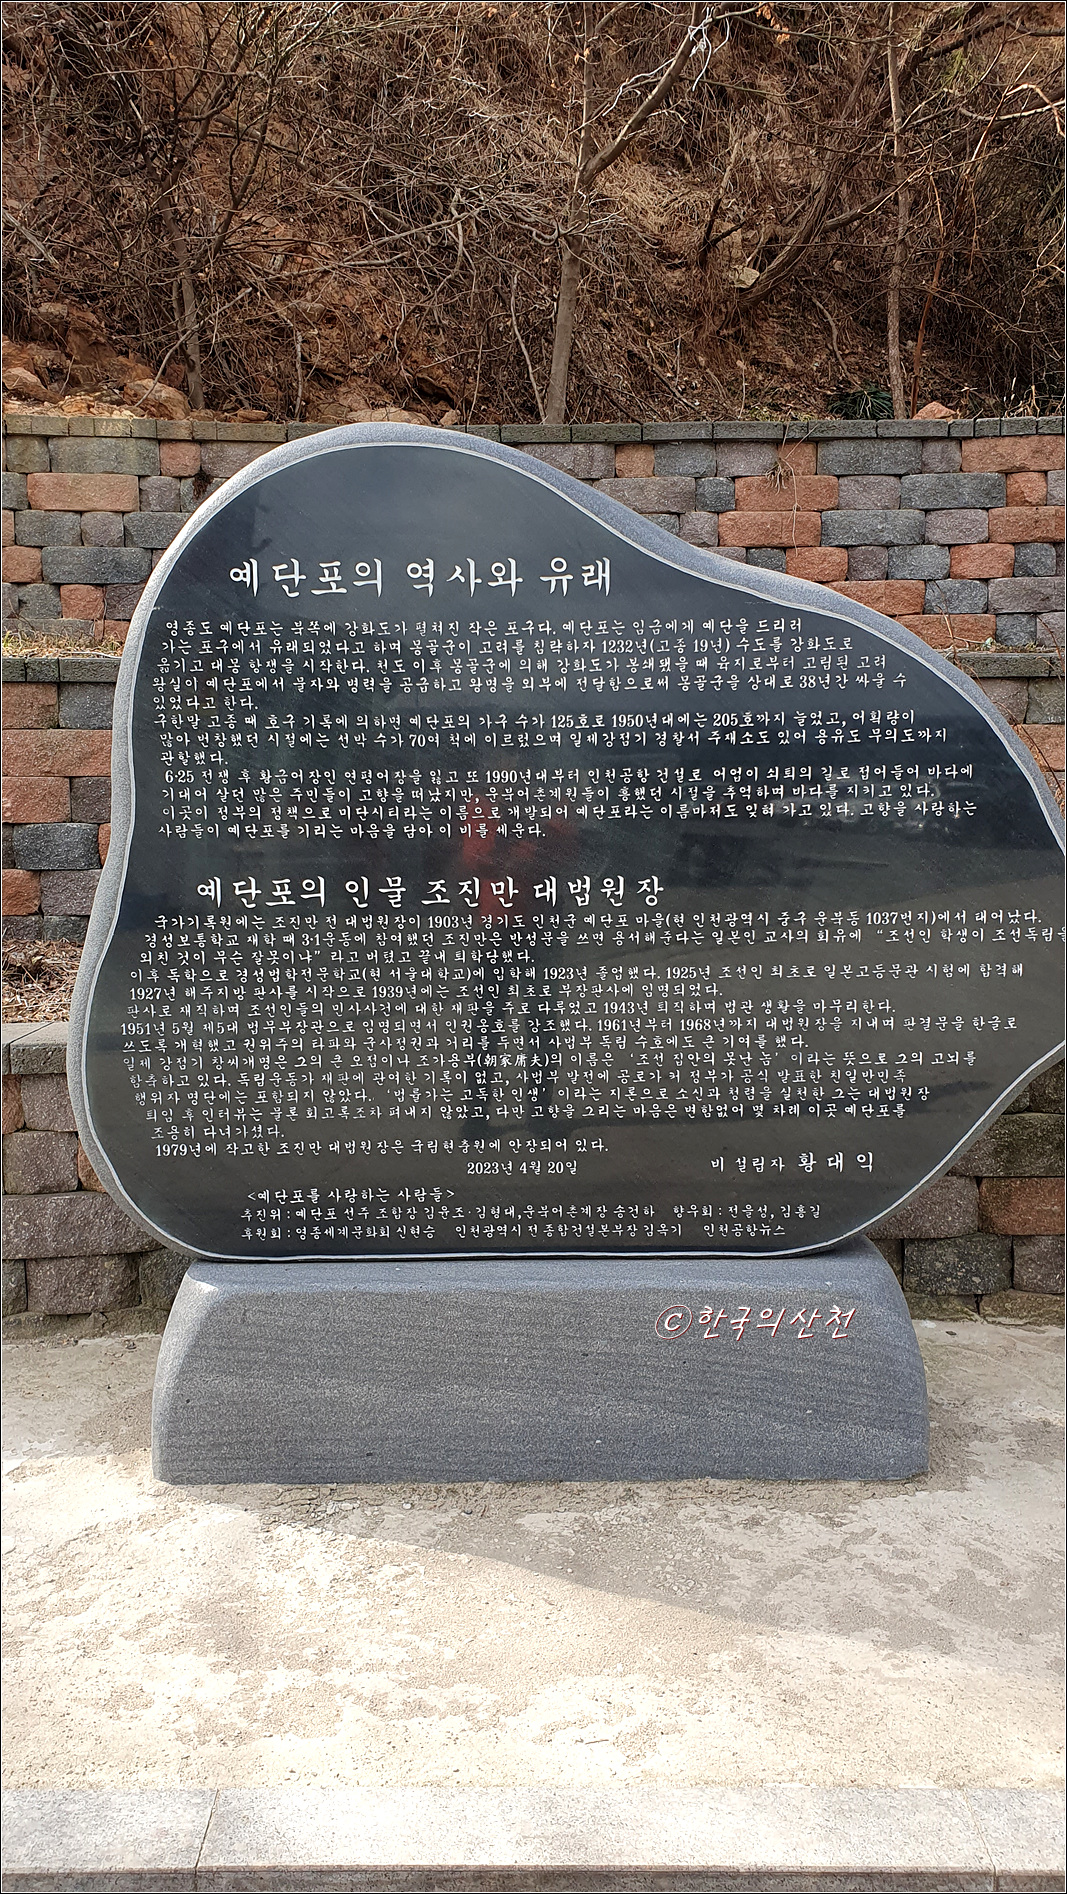 예단포의 역사와 유래
영종도 예단포는 북쪽에 강화도가 펼쳐진 작은 포구다. 예단포는 임금에게 예단을 드리러
가는 포구에서 유래되었다고 하며 몽골군이 고려를 침략하자 1232년(고종 19년) 수도를 강화도로
옮기고 대몽 항쟁을 시작한다. 천도 이후 몽골군에 의해 강화도가 봉쇄됐을 때 육지로부터 고립된 고려
왕실이 예단포에서 물자와 병력을 공급하고 왕명을 외부에 전달함으로써 몽골군을 상대로 38년간 싸울 수
있었다고 한다.
구한말 고종 때 호구 기록에 의하면 예단포의 가구 수가 125호로 1950년대에는 205호까지 늘었고, 어획량이
많아 번창했던 시절에는 선박 수가 70여 척에 이르렀으며 일제강점기 경찰서 주재소도 있어 용유도 무의도까지
관할했다.
6·25 전쟁 후 황금어장인 연평어장을 잃고 또 1990년대부터 인천공항 건설로 어업이 쇠퇴의 길로 접어들어 바다에
기대어 살던 많은 주민들이 고향을 떠났지만, 운북어촌계원들이 흥했던 시절을 추억하며 바다를 지키고 있다.
이곳이 정부의 정책으로 미단시티라는 이름으로 개발되어 예단포라는 이름마저도 잊혀 가고 있다. 고향을 사랑하는
사람들이 예단포를 기리는 마음을 담아 이 비를 세운다.
예단포의 인물 조진만 대법원장
국가기록원에는 조진만 전 대법원장이 1903년 경기도 인천군 예단포 마을(현 인천광역시 중구 운북동 1037번지)에서 태어났다.
경성보통학교 재학 때 3·1운동에 참여했던 조진만은 반성문을 쓰면 용서해준다는 일본인 교사의 회유에 “조선인 학생이 조선독립을
외친 것이 무슨 잘못이냐” 라고 버텼고 끝내 퇴학당했다.
이후 독학으로 경성법학전문학교(현 서울대학교)에 입학해 1923년 졸업했다. 1925년 조선인 최초로 일본고등문관 시험에 합격해
1927년 해주지방 판사를 시작으로 1939년에는 조선인 최초로 부장판사에 임명되었다.
판사로 재직하며 조선인들의 민사사건에 대한 재판을 주로 다루었고 1943년 퇴직하며 법관 생활을 마무리한다.
1951년 5월 제5대 법무부장관으로 임명되면서 인권옹호를 강조했다. 1961년부터 1968년까지 대법원장을 지내며 판결문을 한글로
쓰도록 개혁했고 권위주의 타파와 군사정권과 거리를 두면서 사법부 독립 수호에도 큰 기여를 했다.
일제 강점기 창씨개명은 그의 큰 오점이나 조가용부(朝家庸夫)의 이름은 ‘조선 집안의 못난 놈’ 이라는 뜻으로 그의 고뇌를
함축하고 있다. 독립운동가 재판에 관여한 기록이 없고, 사법부 발전에 공로가 커 정부가 공식 발표한 친일반민족
행위자 명단에는 포함되지 않았다. ‘법률가는 고독한 인생’ 이라는 지론으로 소신과 청렴을 실천한 그는 대법원장
퇴임 후 인터뷰는 물론 회고록조차 펴내지 않았고, 다만 고향을 그리는 마음은 변함없어 몇 차례 이곳 예단포를
조용히 다녀가셨다.
1979년에 작고한 조진만 대법원장은 국립현충원에 안장되어 있다.
2023년 4월 20일 비 설립자 황대익
<예단포를 사랑하는 사람들>
추진위 : 예단포 선주 조합장 김윤조·김형대, 운북어촌계장 송건하 향우회 : 전을성, 김흥길
후원회 : 영종세계문화회 신현승 인천광역시 전 종합건설본부장 김옥기 인천공항뉴스
ⓒ한국의산천